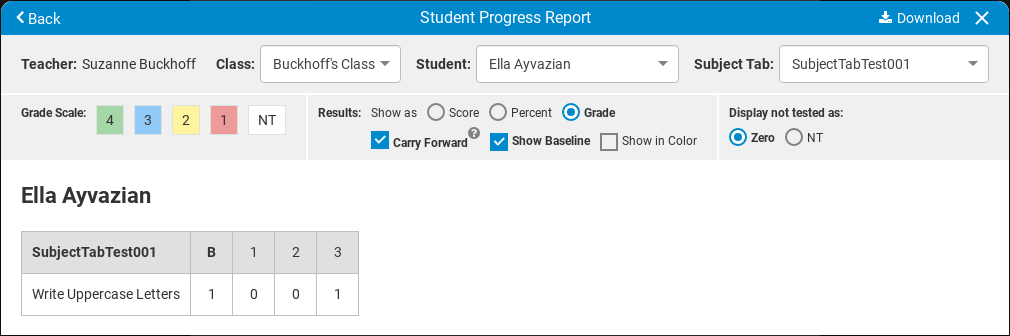 Back Student Progress Report Download
Teacher: Suzanne Buckhoff Class: Buckhoff's Class Student: Ella Ayvazian Subject Tab: SubjectTabTest001
Grade Scale: 4 3 2 1 NT Results: Show as Score Percent Grade Display not tested as:
Carry Forward ? Show Baseline Show in Color Zero NT
Ella Ayvazian
SubjectTabTest001 B 1 2 3
Write Uppercase Letters 1 0 0 1